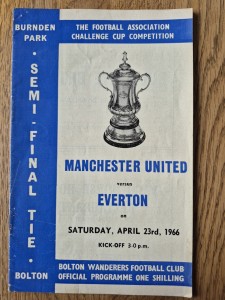 BURNDEN
PARK
THE FOOTBALL ASSOCIATION
CHALLENGE CUP COMPETITION
• SEMI-FINAL TIE •
MANCHESTER UNITED
versus
EVERTON
on
SATURDAY, APRIL 23rd, 1966
KICK-OFF 3-0 p.m.
BOLTON
BOLTON WANDERERS FOOTBALL CLUB
OFFICIAL PROGRAMME ONE SHILLING